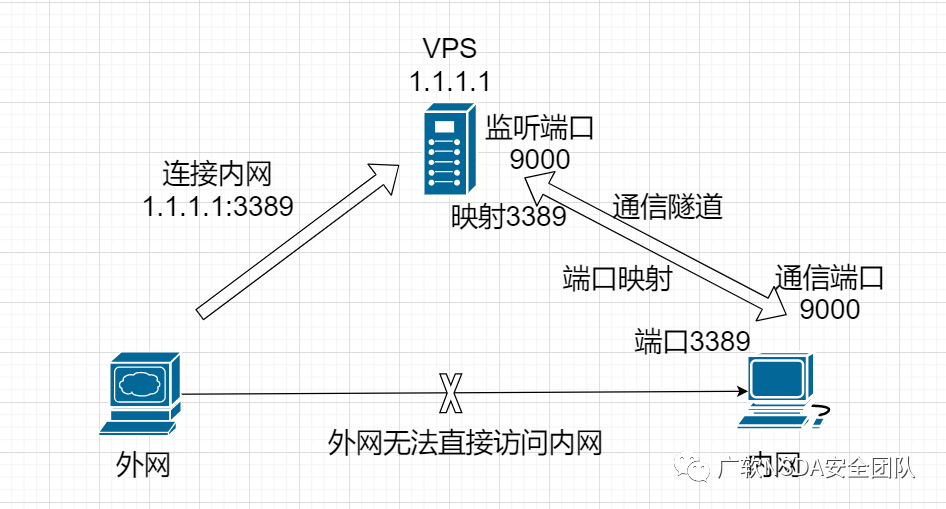 VPS
1.1.1.1
监听端口
9000
连接内网
1.1.1.1:3389
映射3389
通信隧道
端口映射
通信端口
9000
端口3389
X
外网无法直接访问内网
外网
内网
广软NSDA安全团队